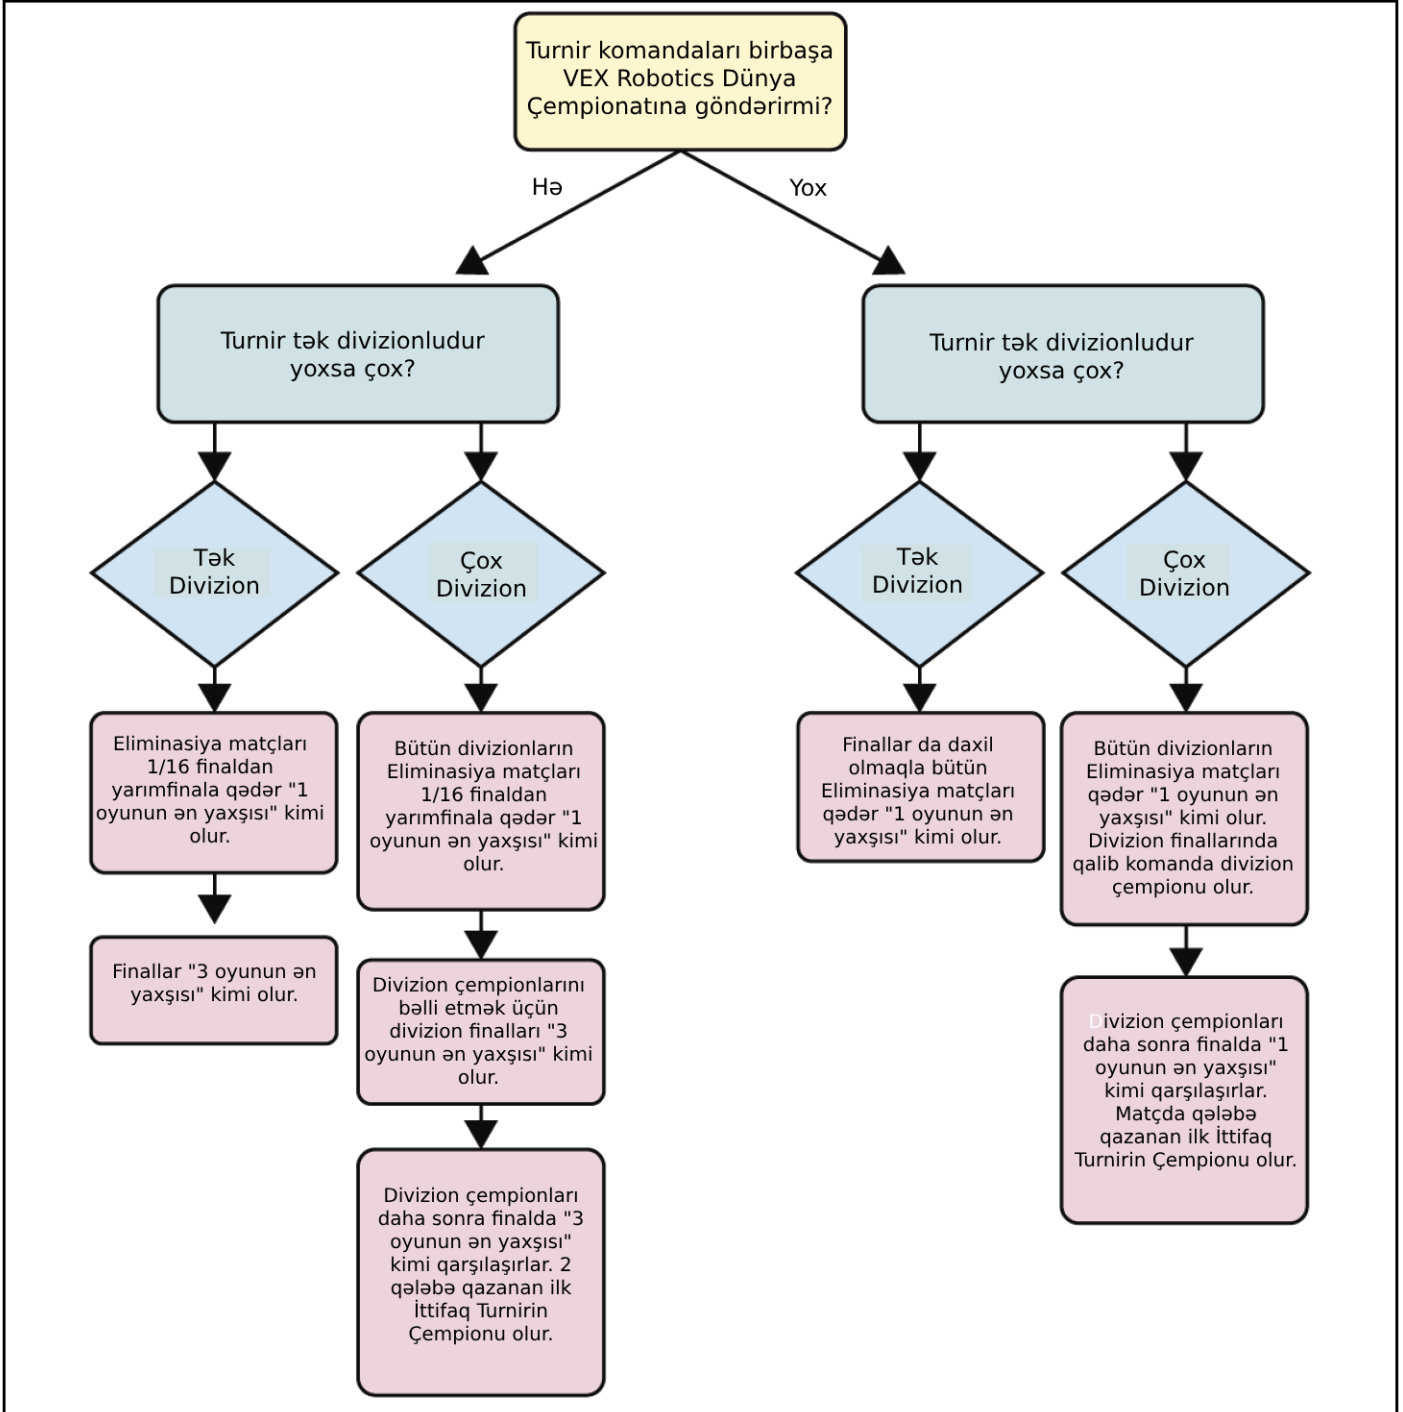 Turnir komandaları birbaşa
VEX Robotics Dünya
Çempionatına göndərirmi?
Hə
Yox
Turnir tək divizionludur
yoxsa çox?
Turnir tək divizionludur
yoxsa çox?
Tək
Divizion
Çox
Divizion
Tək
Divizion
Çox
Divizion
Eliminasiya matçları
1/16 finaldan
yarımfinala qədər "1
oyunun ən yaxşısı" kimi
olur.
Bütün divizionların
Eliminasiya matçları
1/16 finaldan
yarımfinala qədər "1
oyunun ən yaxşısı" kimi
olur.
Finallar da daxil
olmaqla bütün
Eliminasiya matçları
qədər "1 oyunun ən
yaxşısı" kimi olur.
Bütün divizionların
Eliminasiya matçları
qədər "1 oyunun ən
yaxşısı" kimi olur.
Division finallarında
qalib komanda divizion
çempionu olur.
Finallar "3 oyunun ən
yaxşısı" kimi olur.
Divizion çempionlarını
bəlli etmək üçün
divizion finalları "3
oyunun ən yaxşısı" kimi
olur.
Divizion çempionları
daha sonra finalda "1
oyunun ən yaxşısı"
kimi qarşılaşırlar.
Matçda qələbə
qazanan ilk İttifaq
Turnirin Çempionu olur.
Divizion çempionları
daha sonra finalda "3
oyunun ən yaxşısı"
kimi qarşılaşırlar. 2
qələbə qazanan ilk
İttifaq Turnirin
Çempionu olur.